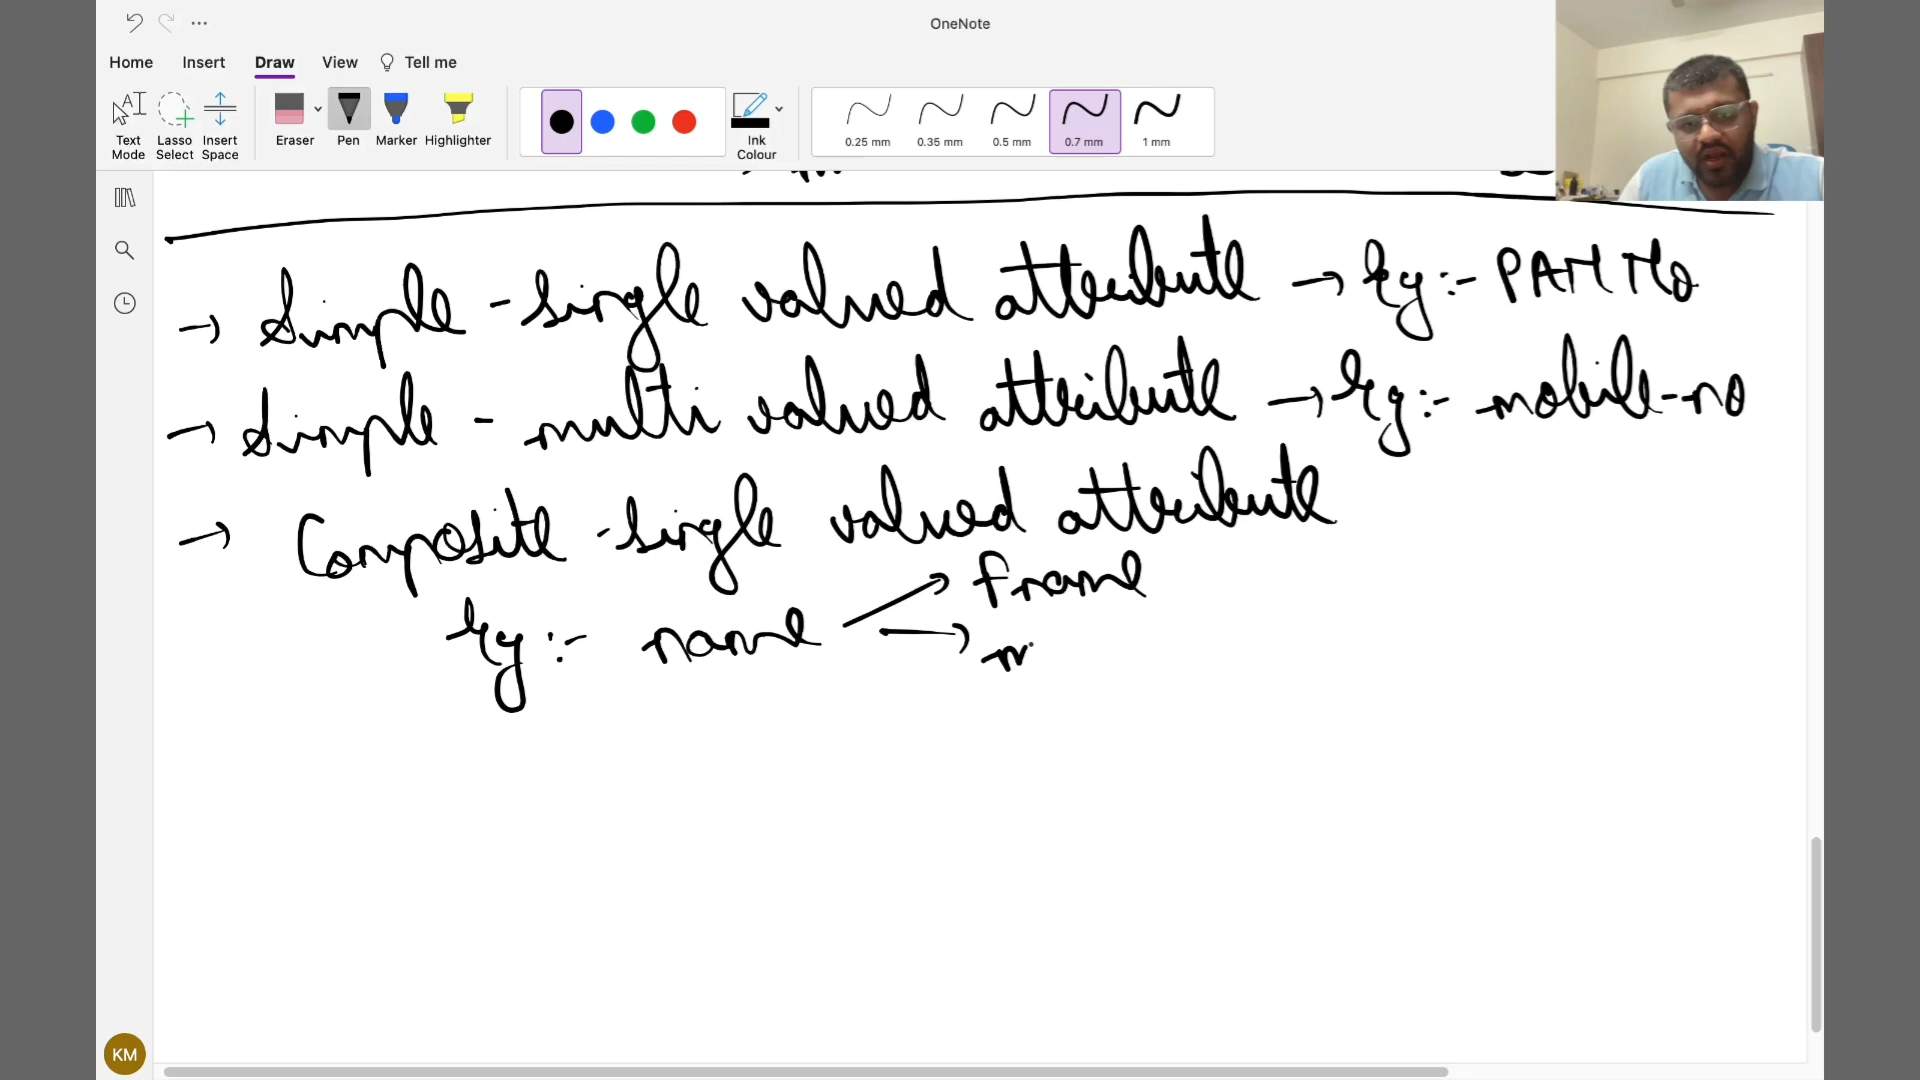 OneNote
Home Insert Draw View Tell me
Text Mode Lasso Select Insert Space Eraser Pen Marker Highlighter Ink Colour 0.25 mm 0.35 mm 0.5 mm 0.7 mm 1 mm
→ Simple - single valued attribute → Eg :- PAN No
→ Simple - multi valued attribute → Eg :- mobile-no
→ Composite - single valued attribute
Eg :- name → Fname
→ m
KM